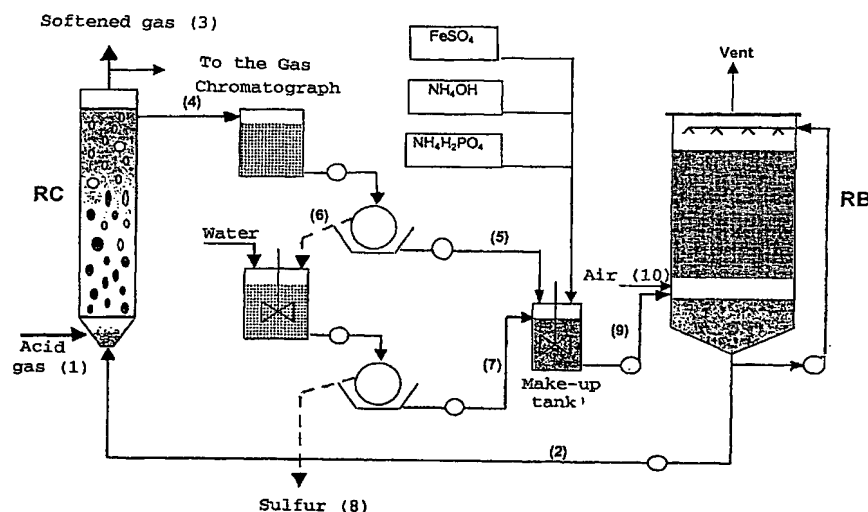 Softened gas (3)
To the Gas
Chromatograph
(4)
RC
Acid
gas (1)
Water
(6)
(5)
FeSO₄
NH₄OH
NH₄H₂PO₄
Vent
RB
Air (10)
(9)
(7)
Make-up
tank
(2)
Sulfur (8)